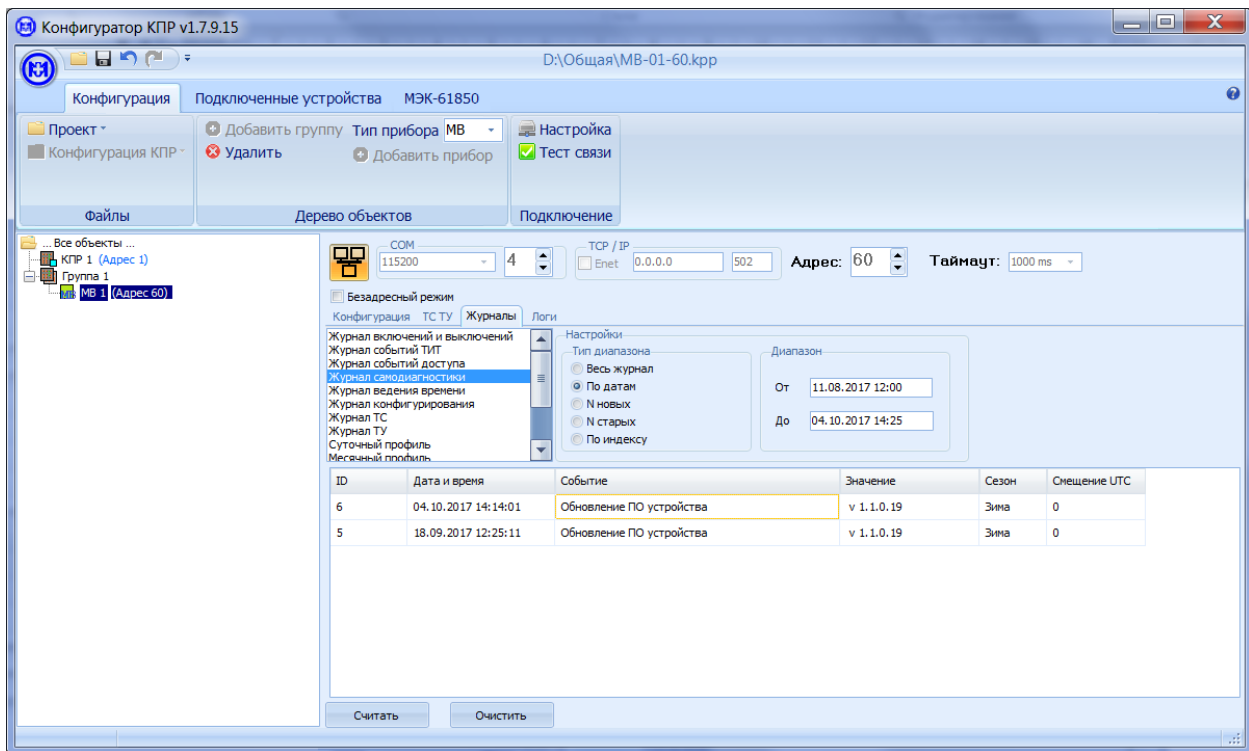 Конфигуратор КПР v1.7.9.15
D:\Общая\МВ-01-60.kpp
Конфигурация Подключенные устройства МЭК-61850
Проект Добавить группу Тип прибора МВ Настройка
Конфигурация КПР Удалить Добавить прибор Тест связи
Файлы Дерево объектов Подключение
... Все объекты ...
КПР 1 (Адрес 1)
Группа 1
МВ МВ 1 (Адрес 60)
COM TCP / IP
115200 4 Enet 0.0.0.0 502 Адрес: 60 Таймаут: 1000 ms
Безадресный режим
Конфигурация ТС ТУ Журналы Логи
Журнал включений и выключений
Журнал событий ТИТ
Журнал событий доступа
Журнал самодиагностики
Журнал ведения времени
Журнал конфигурирования
Журнал ТС
Журнал ТУ
Суточный профиль
Месячный профиль
Настройки
Тип диапазона
Весь журнал
По датам
N новых
N старых
По индексу
Диапазон
От 11.08.2017 12:00
До 04.10.2017 14:25
ID Дата и время Событие Значение Сезон Смещение UTC
6 04.10.2017 14:14:01 Обновление ПО устройства v 1.1.0.19 Зима 0
5 18.09.2017 12:25:11 Обновление ПО устройства v 1.1.0.19 Зима 0
Считать Очистить